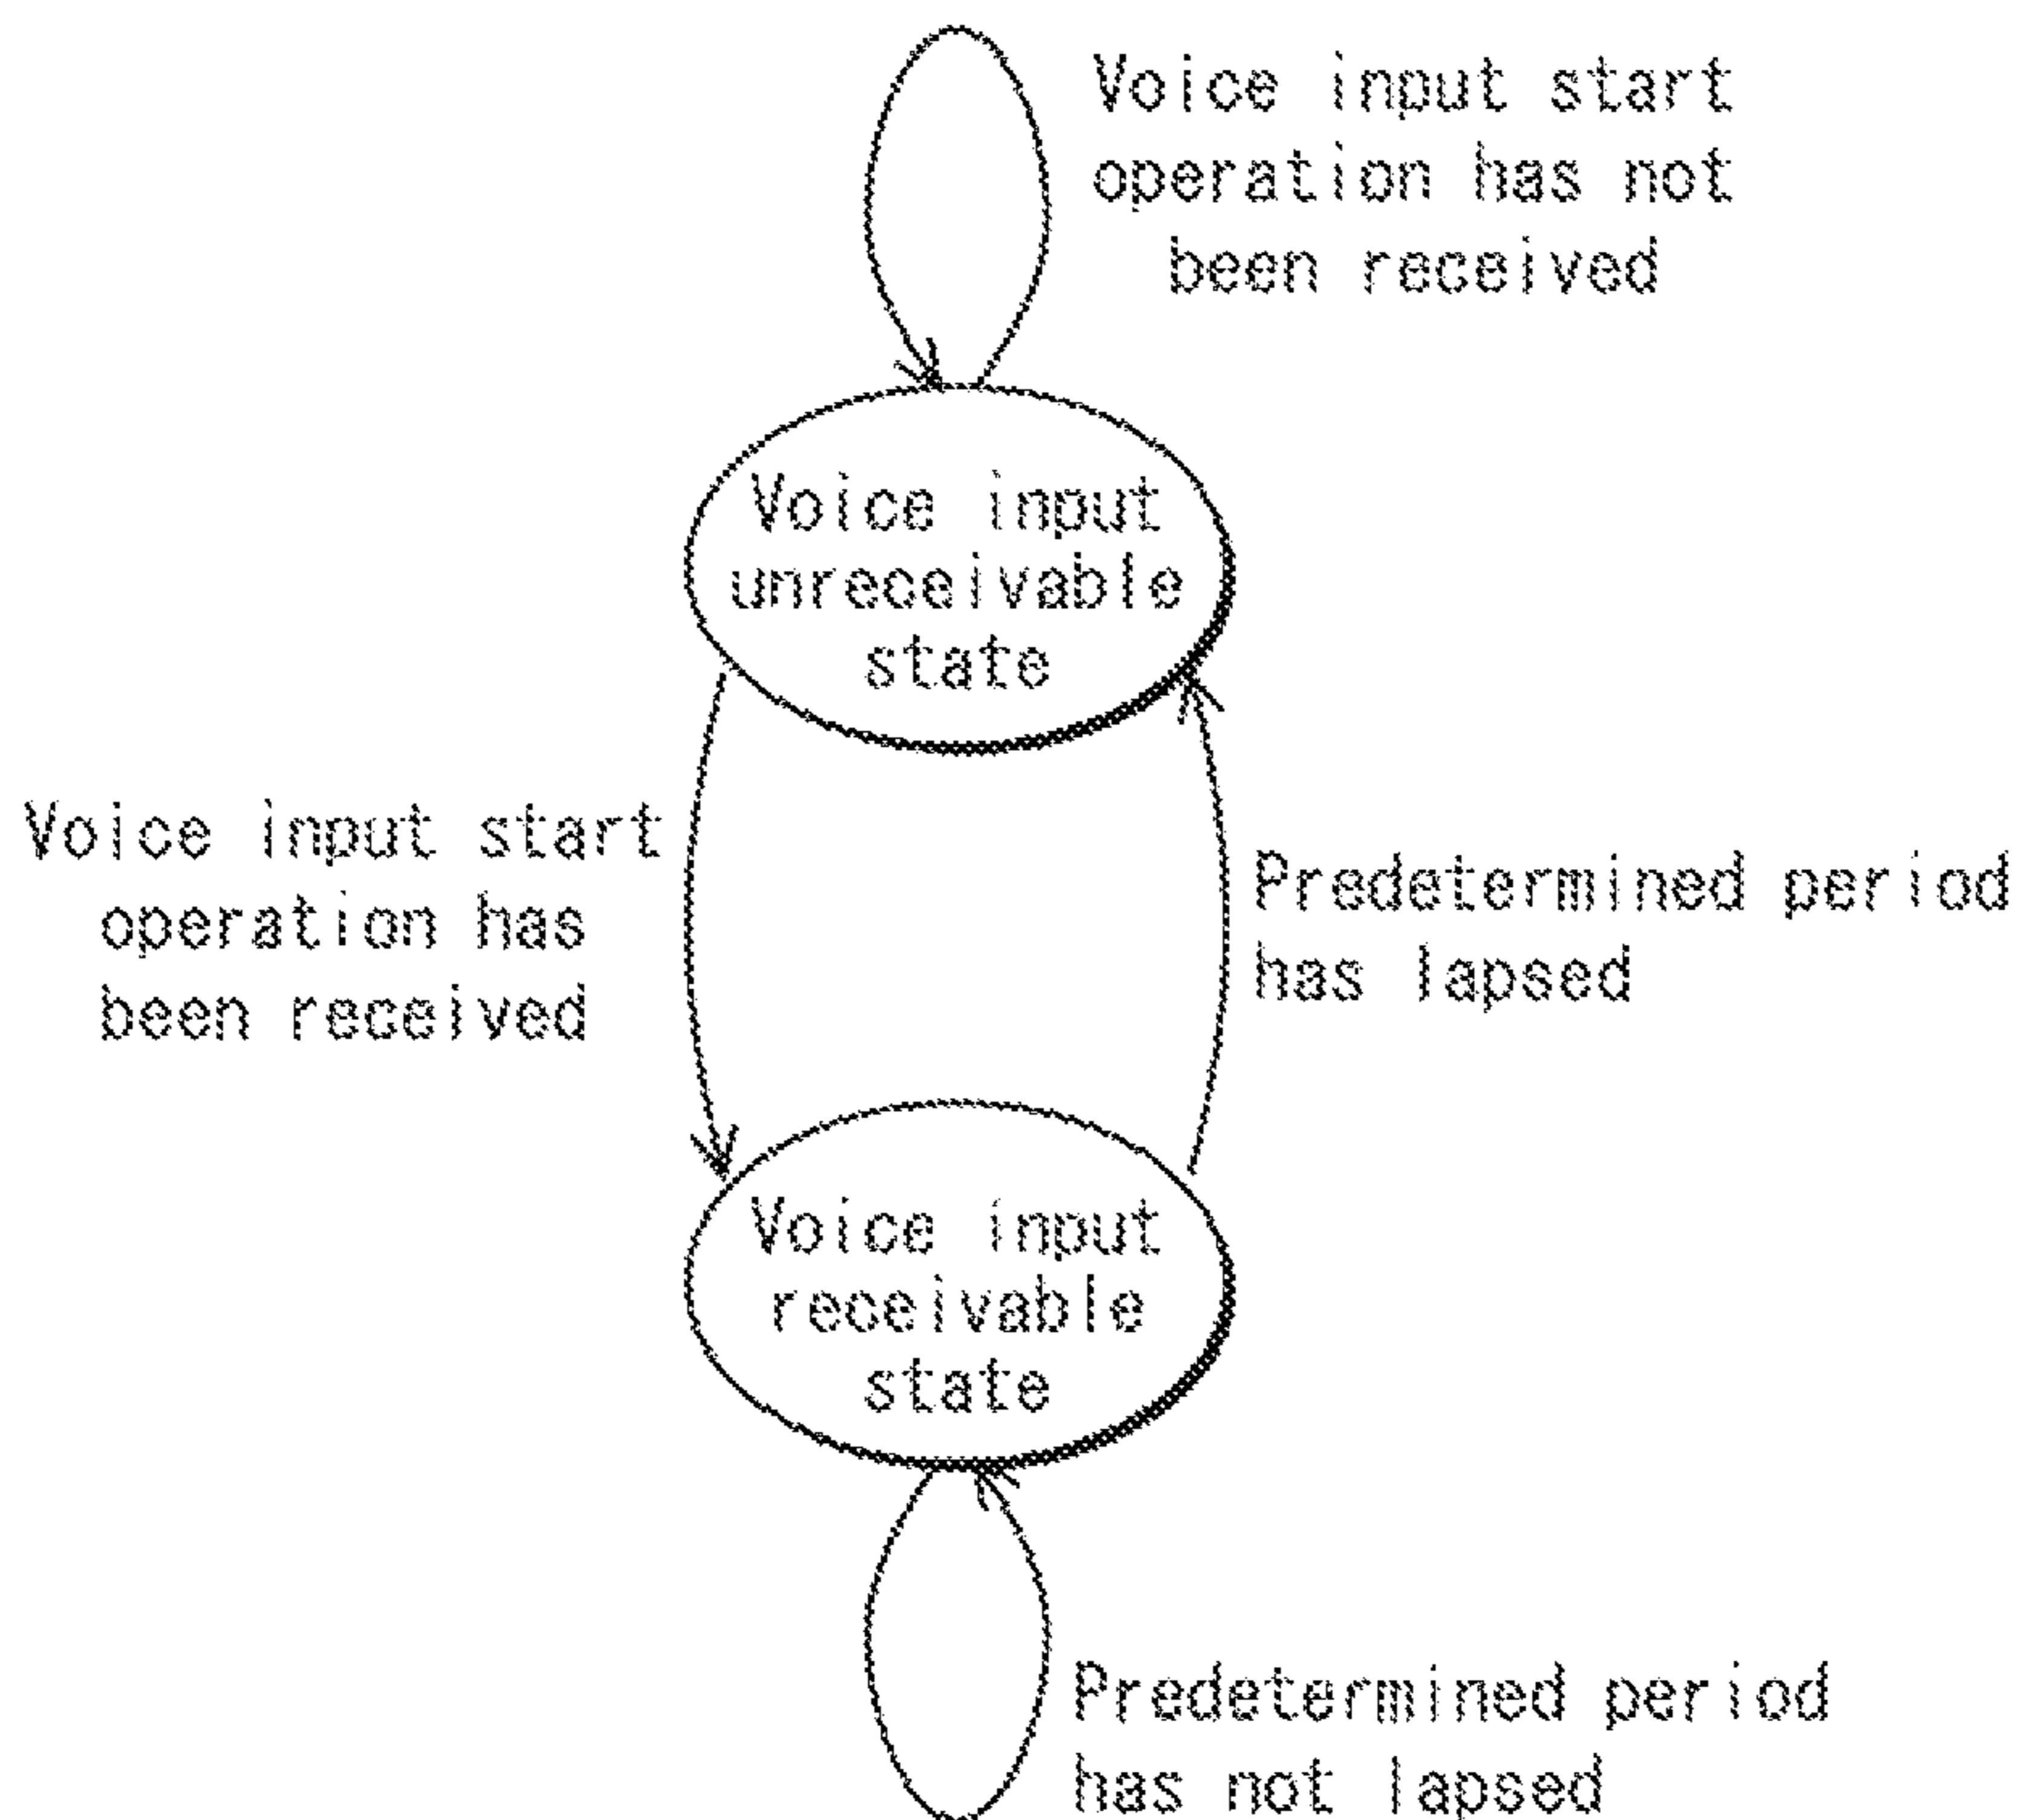 Voice input start
operation has not
been received
Voice input
unreceivable
state
Voice input start
operation has
been received
Predetermined period
has lapsed
Voice input
receivable
state
Predetermined period
has not lapsed